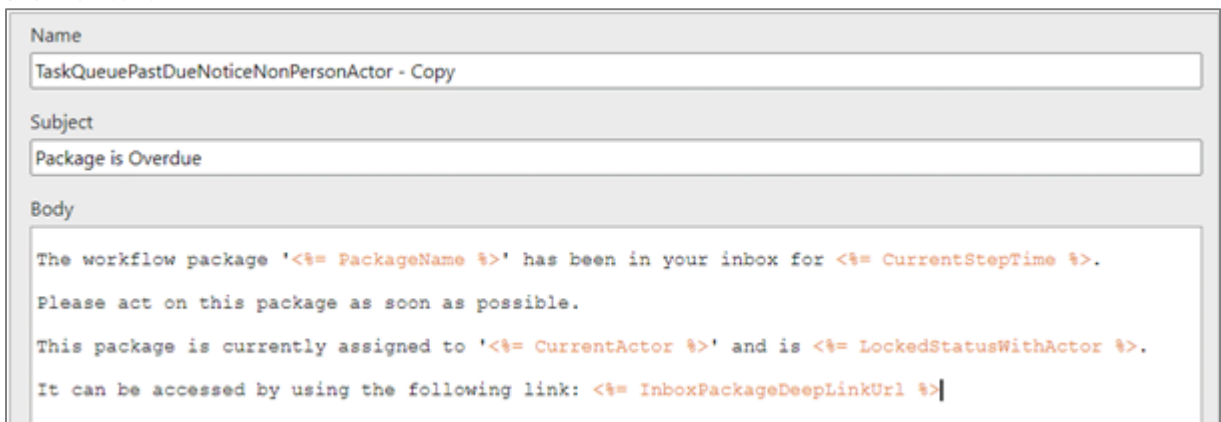 Name
TaskQueuePastDueNoticeNonPersonActor - Copy
Subject
Package is Overdue
Body
The workflow package '<%= PackageName %>' has been in your inbox for <%= CurrentStepTime %>.
Please act on this package as soon as possible.
This package is currently assigned to '<%= CurrentActor %>' and is <%= LockedStatusWithActor %>.
It can be accessed by using the following link: <%= InboxPackageDeepLinkUrl %>